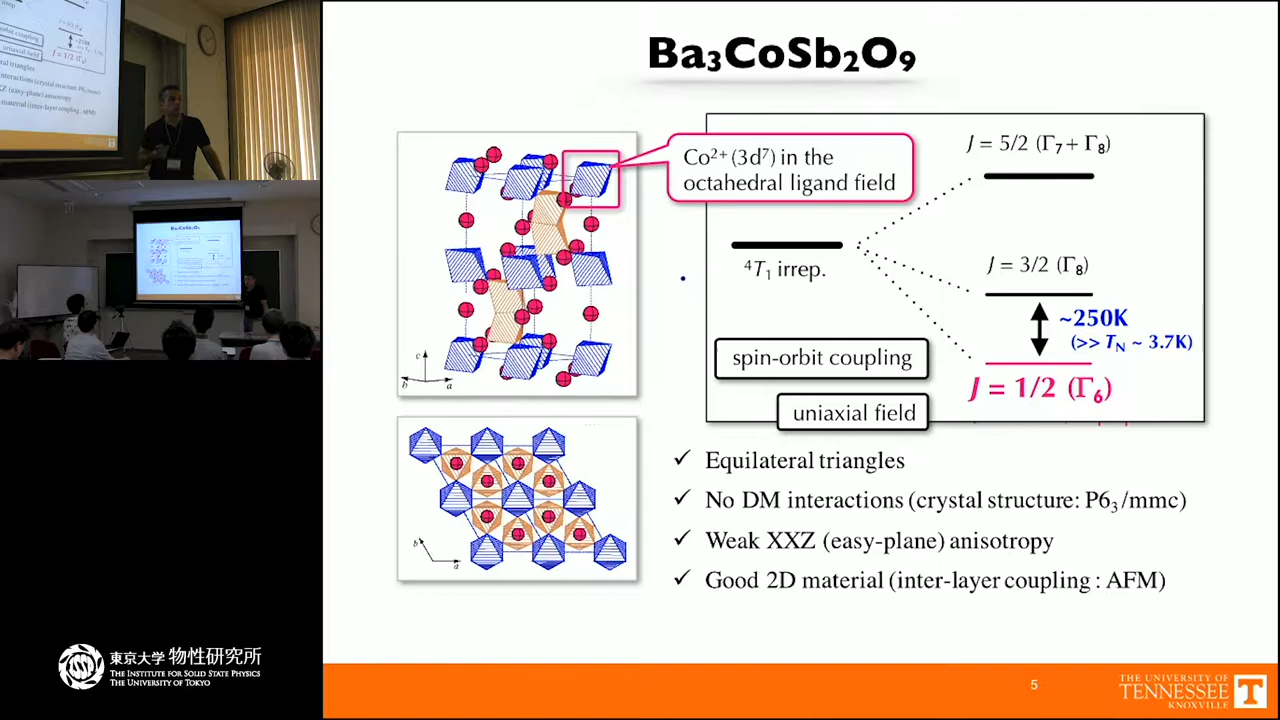 Ba₃CoSb₂O₉
Co²⁺(3d⁷) in the
octahedral ligand field
J = 5/2 (Γ₇+ Γ₈)
⁴T₁ irrep.
J = 3/2 (Γ₈)
~250K
(>> T_N ~ 3.7K)
spin-orbit coupling
J = 1/2 (Γ₆)
uniaxial field
c
b
a
b
a
✓ Equilateral triangles
✓ No DM interactions (crystal structure: P6₃/mmc)
✓ Weak XXZ (easy-plane) anisotropy
✓ Good 2D material (inter-layer coupling : AFM)
東京大学 物性研究所
THE INSTITUTE FOR SOLID STATE PHYSICS
THE UNIVERSITY OF TOKYO
5
THE UNIVERSITY OF
TENNESSEE
KNOXVILLE
T